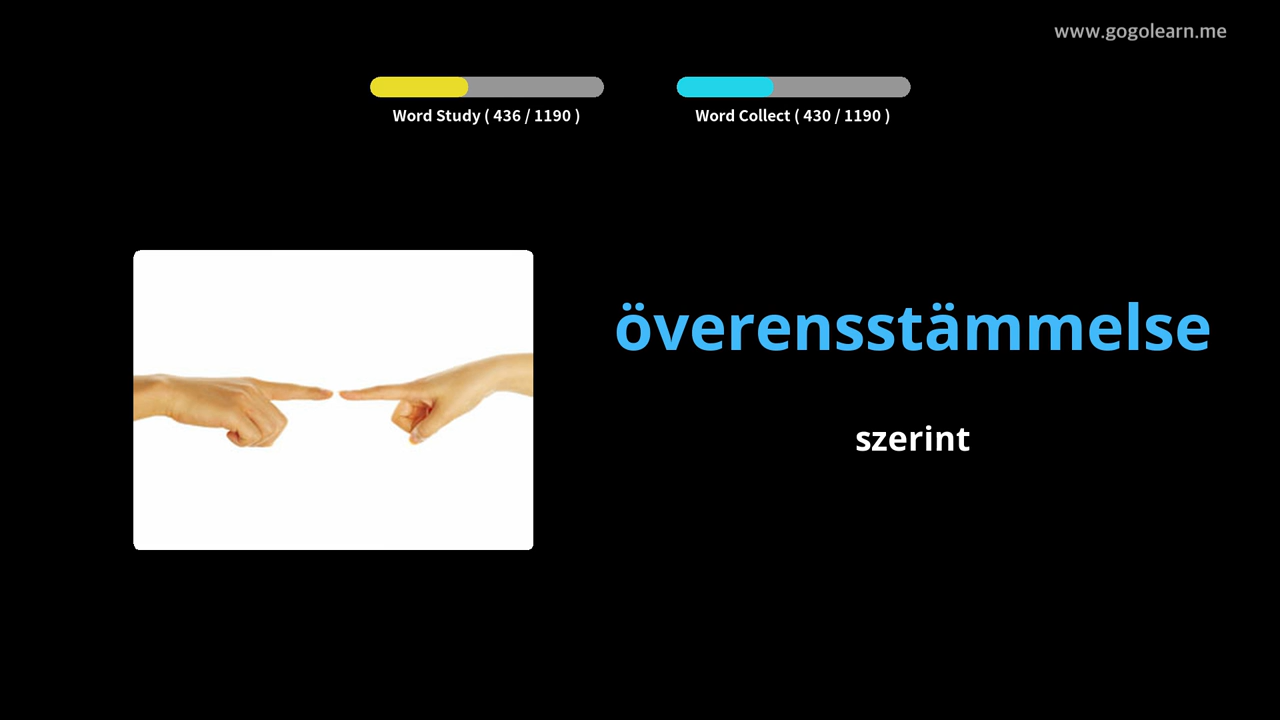 www.gogolearn.me
Word Study ( 436 / 1190 )
Word Collect ( 430 / 1190 )
överensstämmelse
szerint